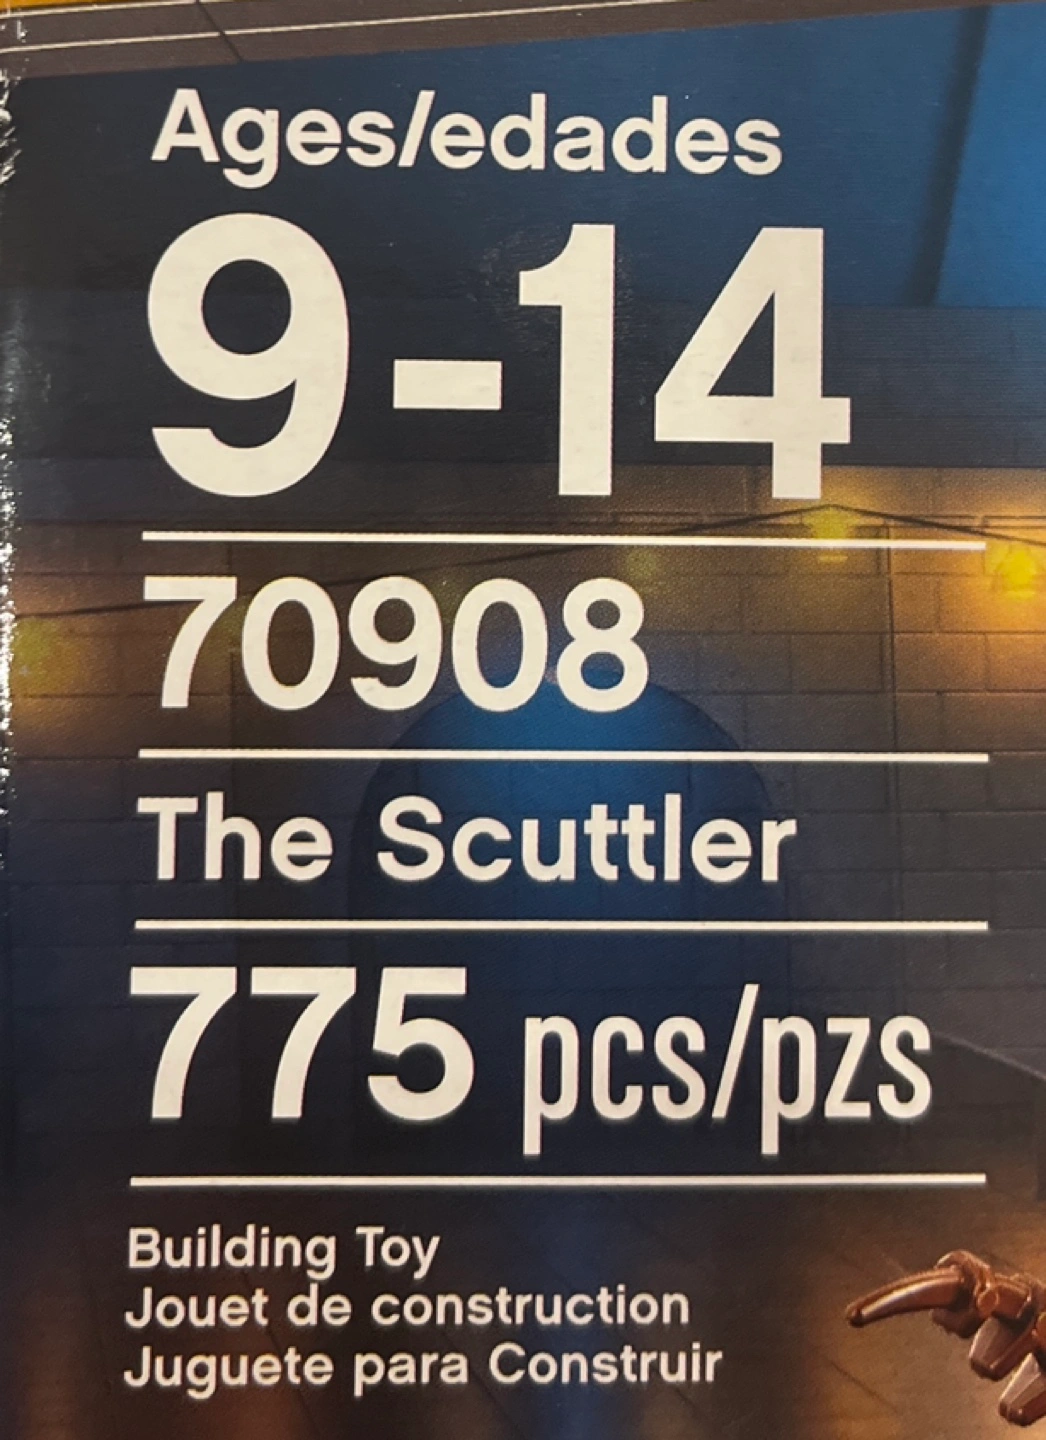 Ages/edades
9-14
70908
The Scuttler
775 pcs/pzs
Building Toy
Jouet de construction
Juguete para Construir